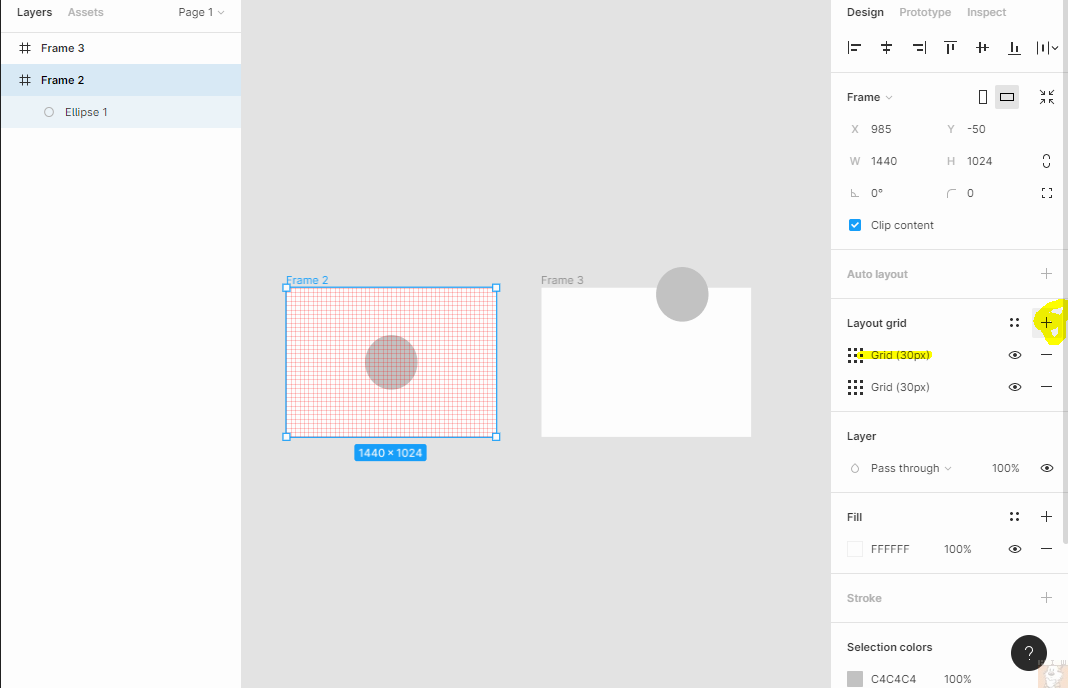 Layers Assets Page 1
Frame 3
Frame 2
Ellipse 1
Frame 2
1440 × 1024
Frame 3
Design Prototype Inspect
Frame
X 985 Y -50
W 1440 H 1024
0° 0
Clip content
Auto layout
Layout grid
Grid (30px)
Grid (30px)
Layer
Pass through 100%
Fill
FFFFFF 100%
Stroke
Selection colors
C4C4C4 100%
?